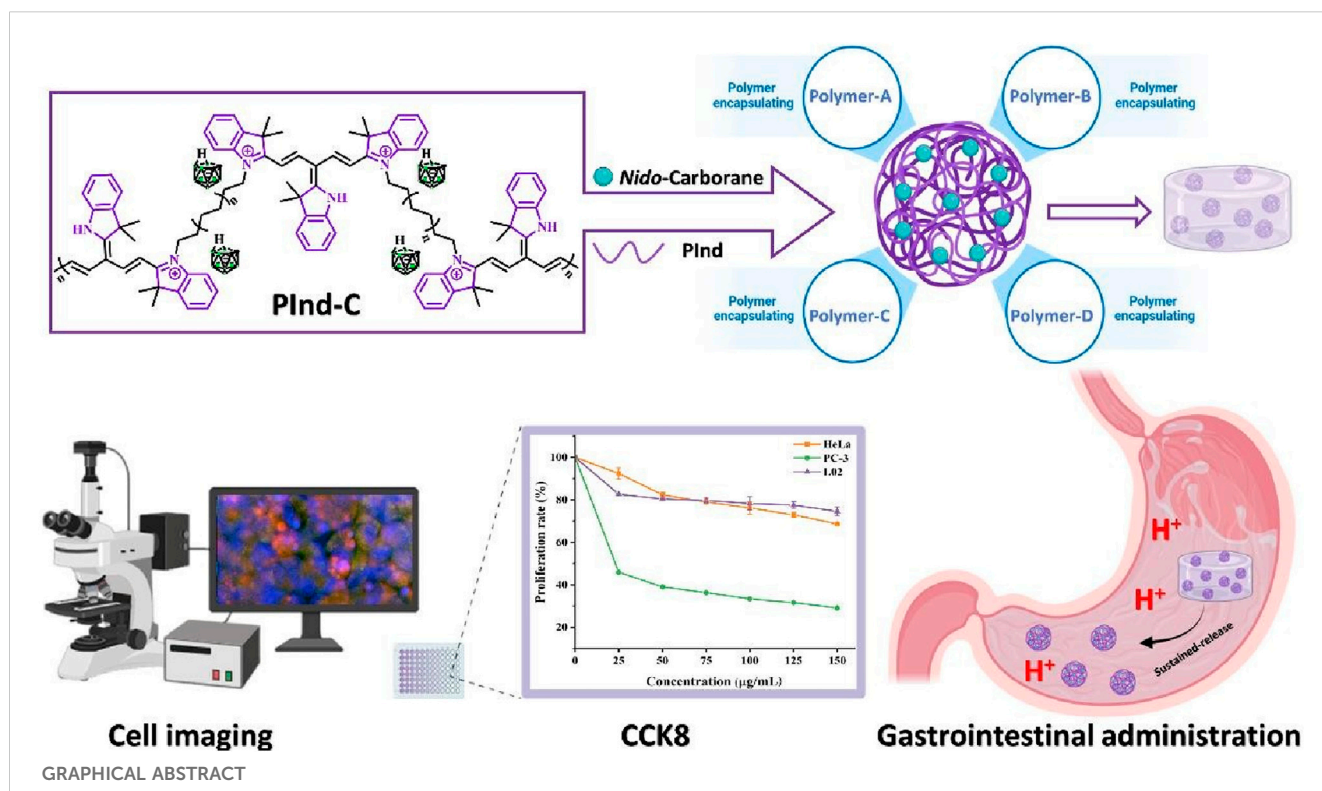 Polymer
encapsulating
Polymer-A
Polymer-B
Polymer
encapsulating
H
H
N
N
n
n
NH
Nido-Carborane
NH
H
H
NH
N
N
n
n
PInd
PInd-C
Polymer
encapsulating
Polymer-C
Polymer-D
Polymer
encapsulating
HeLa
PC-3
L02
Proliferation rate (%)
100
80
60
40
20
0
25
50
75
100
125
150
Concentration (μg/mL)
H+
H+
H+
Sustained-release
Cell imaging
CCK8
Gastrointestinal administration
GRAPHICAL ABSTRACT